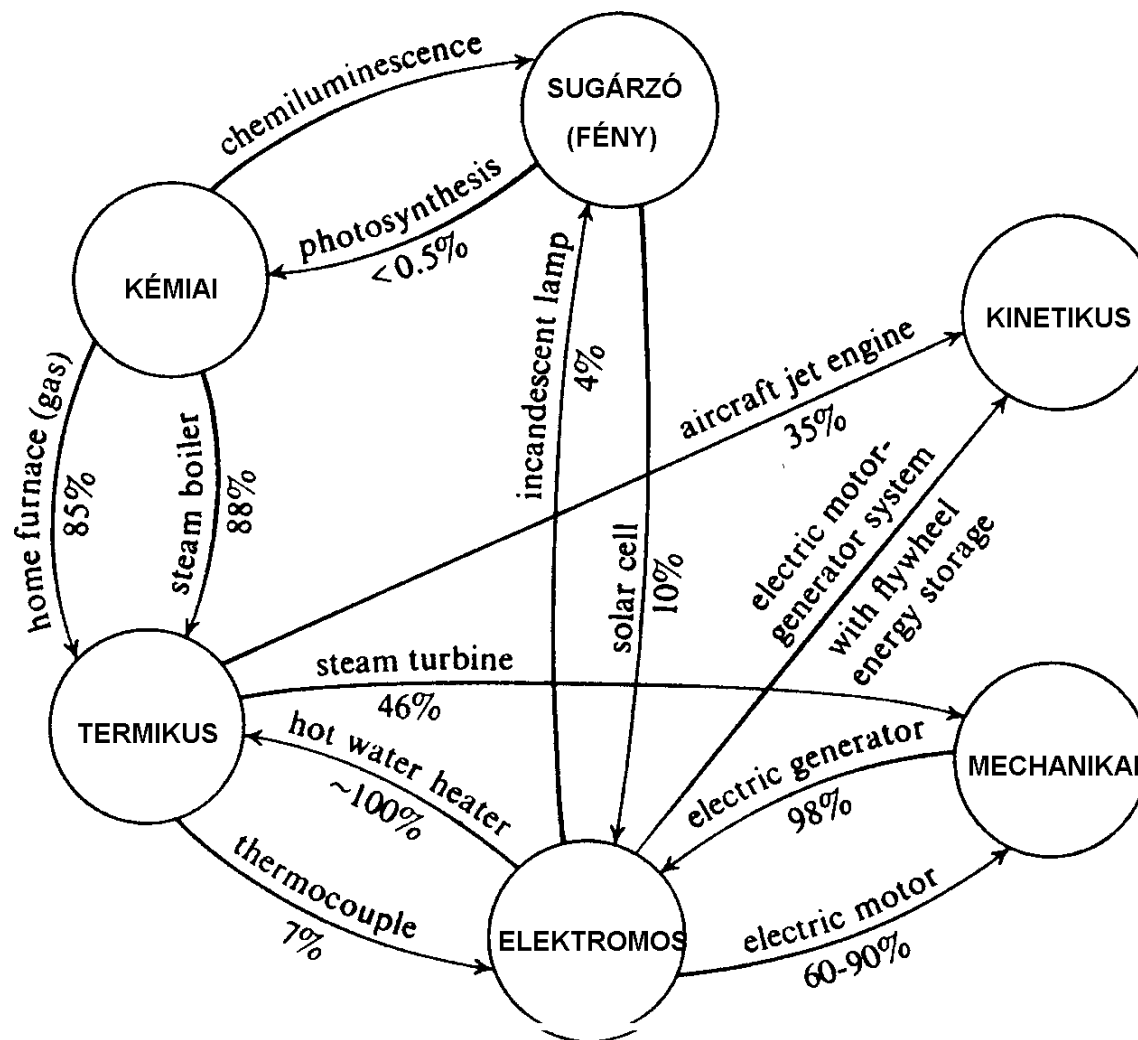 chemiluminescence
SUGÁRZÓ
(FÉNY)
photosynthesis
<0.5%
KÉMIAI
KINETIKUS
home furnace (gas)
85%
steam boiler
88%
incandescent lamp
4%
solar cell
10%
aircraft jet engine
35%
electric motor-
generator system
with flywheel
energy storage
steam turbine
46%
TERMIKUS
hot water heater
~100%
electric generator
98%
MECHANIKAI
thermocouple
7%
ELEKTROMOS
electric motor
60-90%